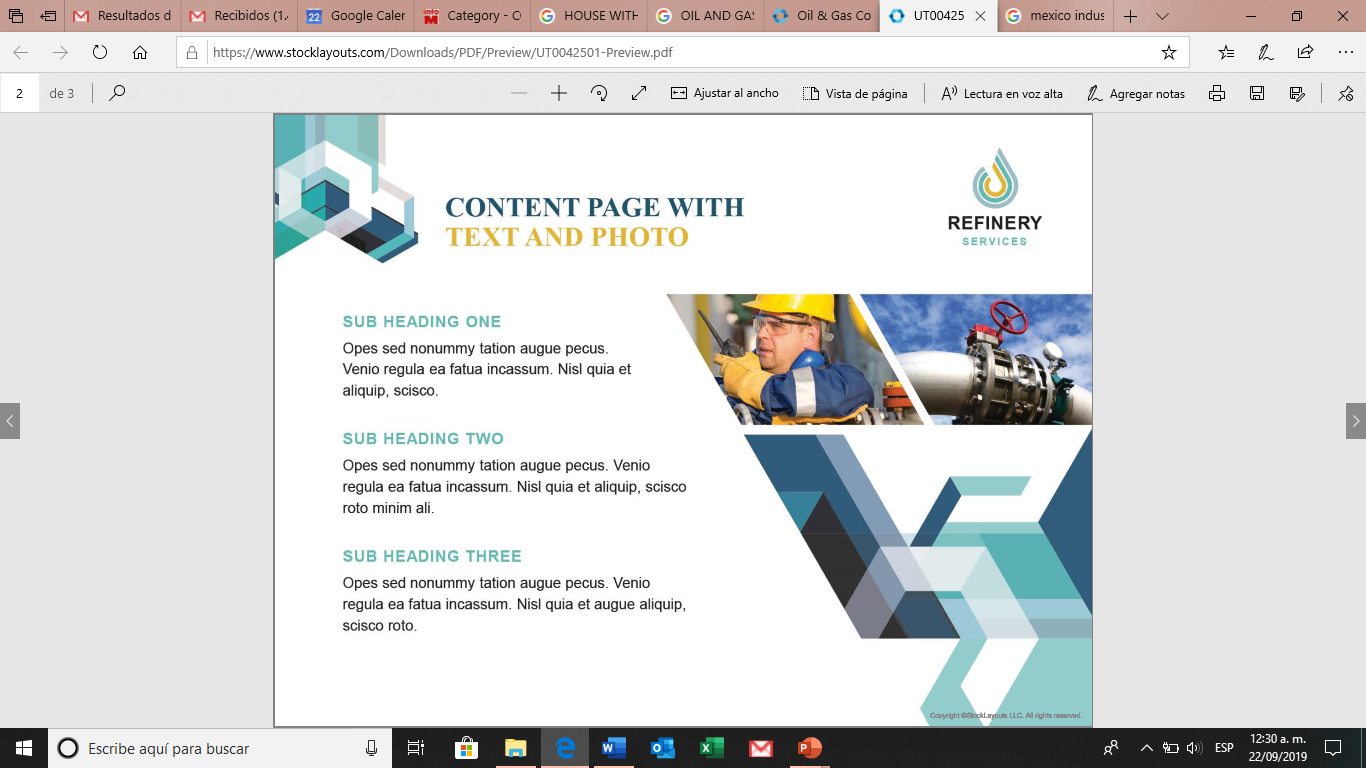 Resultados d
Recibidos (1,
22
Google Caler
info
M
Category - O
HOUSE WITH
OIL AND GAS
Oil & Gas Co
UT00425
mexico indus
https://www.stocklayouts.com/Downloads/PDF/Preview/UT0042501-Preview.pdf
2 de 3
Ajustar al ancho
Vista de página
Lectura en voz alta
Agregar notas
CONTENT PAGE WITH
TEXT AND PHOTO
REFINERY
SERVICES
SUB HEADING ONE
Opes sed nonummy tation augue pecus.
Venio regula ea fatua incassum. Nisl quia et
aliquip, scisco.
SUB HEADING TWO
Opes sed nonummy tation augue pecus. Venio
regula ea fatua incassum. Nisl quia et aliquip, scisco
roto minim ali.
SUB HEADING THREE
Opes sed nonummy tation augue pecus. Venio
regula ea fatua incassum. Nisl quia et augue aliquip,
scisco roto.
Copyright ©StockLayouts LLC. All rights reserved.
Escribe aquí para buscar
ESP
12:30 a. m.
22/09/2019